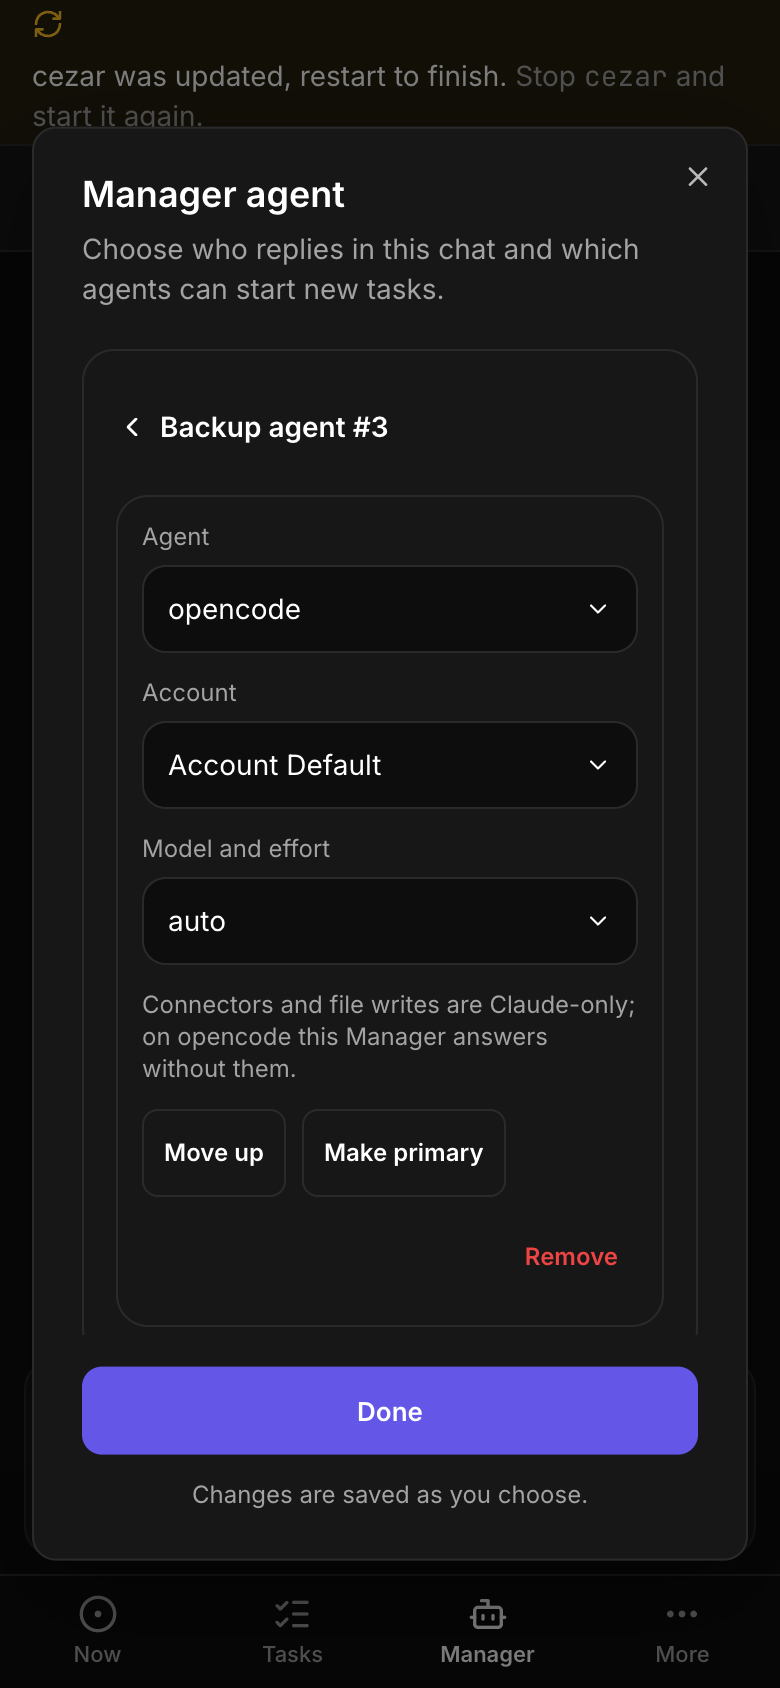 cezar was updated, restart to finish. Stop cezar and
start it again.
Manager agent
Choose who replies in this chat and which
agents can start new tasks.
Backup agent #3
Agent
opencode
Account
Account Default
Model and effort
auto
Connectors and file writes are Claude-only;
on opencode this Manager answers
without them.
Move up
Make primary
Remove
Done
Changes are saved as you choose.
Now
Tasks
Manager
More